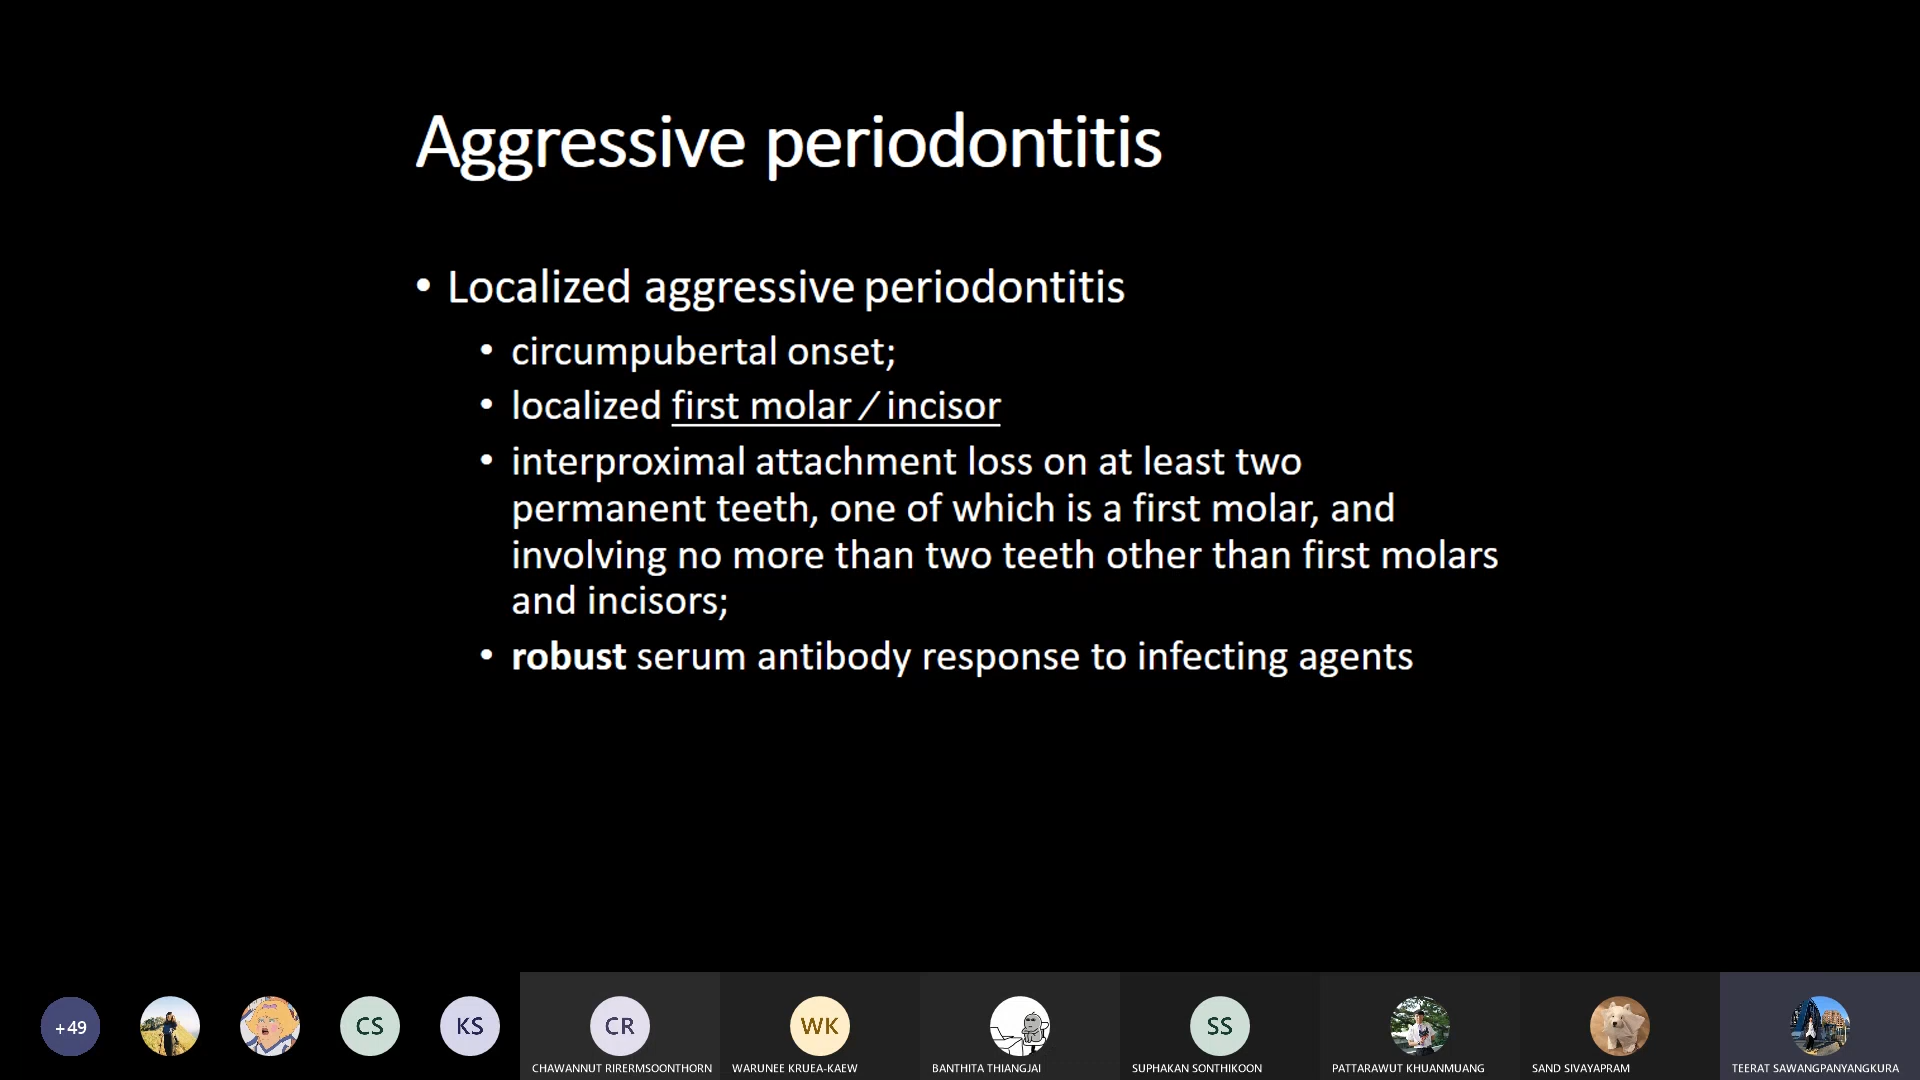 Aggressive periodontitis
• Localized aggressive periodontitis
• circumpubertal onset;
• localized first molar / incisor
• interproximal attachment loss on at least two
permanent teeth, one of which is a first molar, and
involving no more than two teeth other than first molars
and incisors;
• robust serum antibody response to infecting agents
+49
CS
KS
CR
WK
SS
CHAWANNUT RIRERMSOONTHORN
WARUNEE KRUEA-KAEW
BANTHITA THIANGJAI
SUPHAKAN SONTHIKOON
PATTARAWUT KHUANMUANG
SAND SIVAYAPRAM
TEERAT SAWANGPANYANGKURA